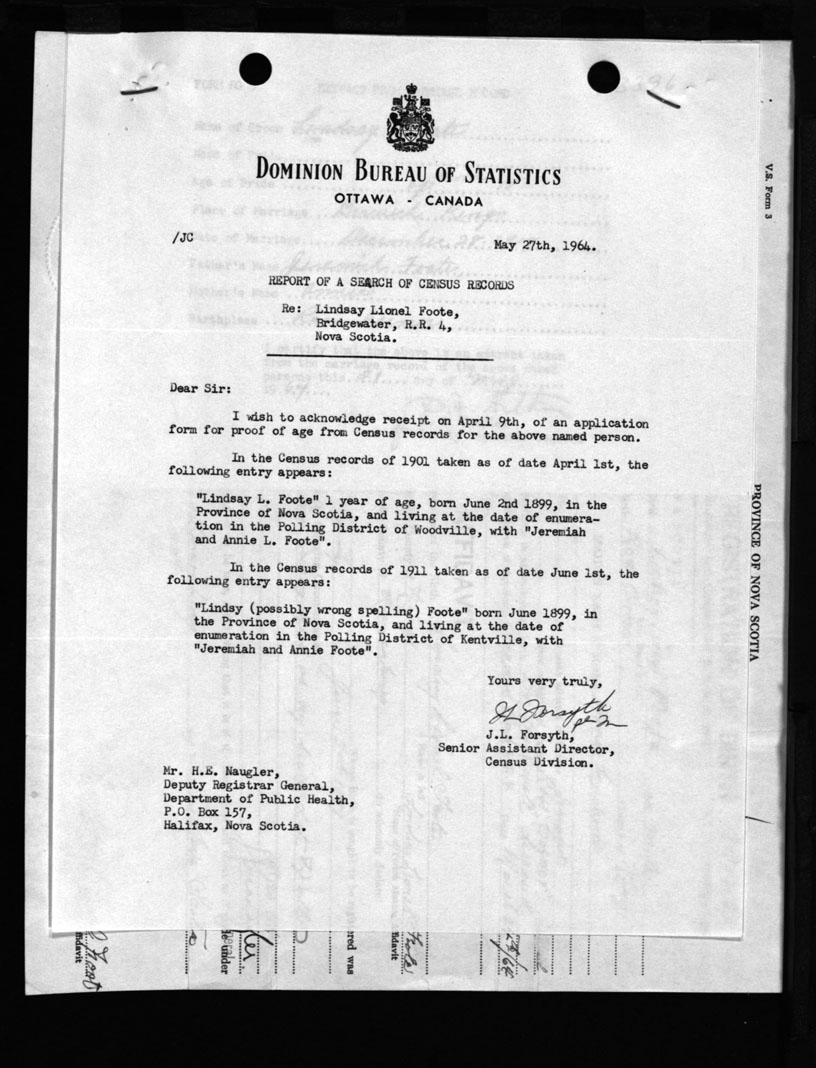 DOMINION BUREAU OF STATISTICS
OTTAWA - CANADA
/JC
May 27th, 1964.
REPORT OF A SEARCH OF CENSUS RECORDS
Re: Lindsay Lionel Foote,
Bridgewater, R.R. 4,
Nova Scotia.
Dear Sir:
I wish to acknowledge receipt on April 9th, of an application
form for proof of age from Census records for the above named person.
In the Census records of 1901 taken as of date April 1st, the
following entry appears:
"Lindsay L. Foote" 1 year of age, born June 2nd 1899, in the
Province of Nova Scotia, and living at the date of enumera-
tion in the Polling District of Woodville, with "Jeremiah
and Annie L. Foote".
In the Census records of 1911 taken as of date June 1st, the
following entry appears:
"Lindsy (possibly wrong spelling) Foote" born June 1899, in
the Province of Nova Scotia, and living at the date of
enumeration in the Polling District of Kentville, with
"Jeremiah and Annie Foote".
Yours very truly,
JL Forsyth
J.L. Forsyth,
Senior Assistant Director,
Census Division.
Mr. H.E. Naugler,
Deputy Registrar General,
Department of Public Health,
P.O. Box 157,
Halifax, Nova Scotia.
V.S. Form 3
PROVINCE OF NOVA SCOTIA
fidavit
de under
ared was
fidavit